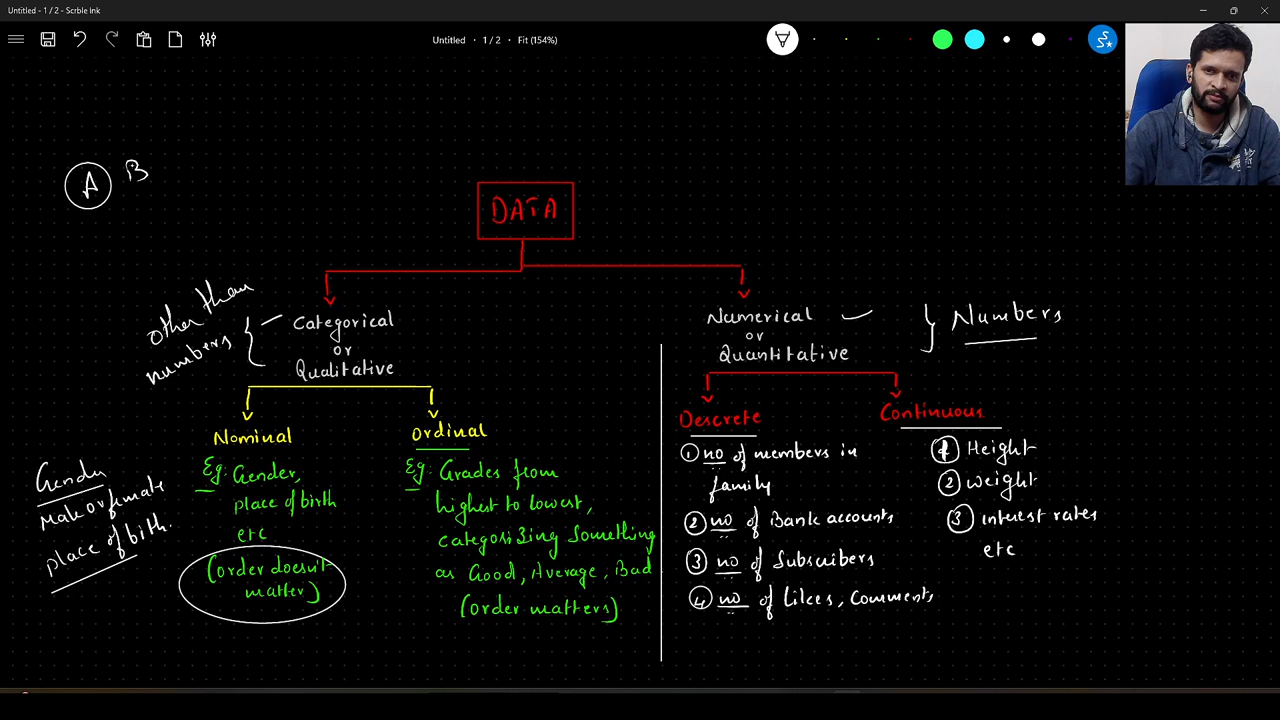 Untitled - 1 / 2 - Scrble Ink
Untitled • 1 / 2 • Fit (154%)
A B
DATA
other than
numbers
Categorical
or
Qualitative
Numerical
or
Quantitative
Numbers
Nominal
Eg: Gender,
place of birth
etc
(order doesn't
matter)
Ordinal
Eg: Grades from
highest to lowest,
categorizing something
as Good, Average, Bad
(order matters)
Gender
Male or female
place of birth.
Descrete
1 no of members in
family
2 no of Bank accounts
3 no of Subscribers
4 no of Likes, Comments,
Continuous
1 Height
2 Weight
3 interest rates
etc